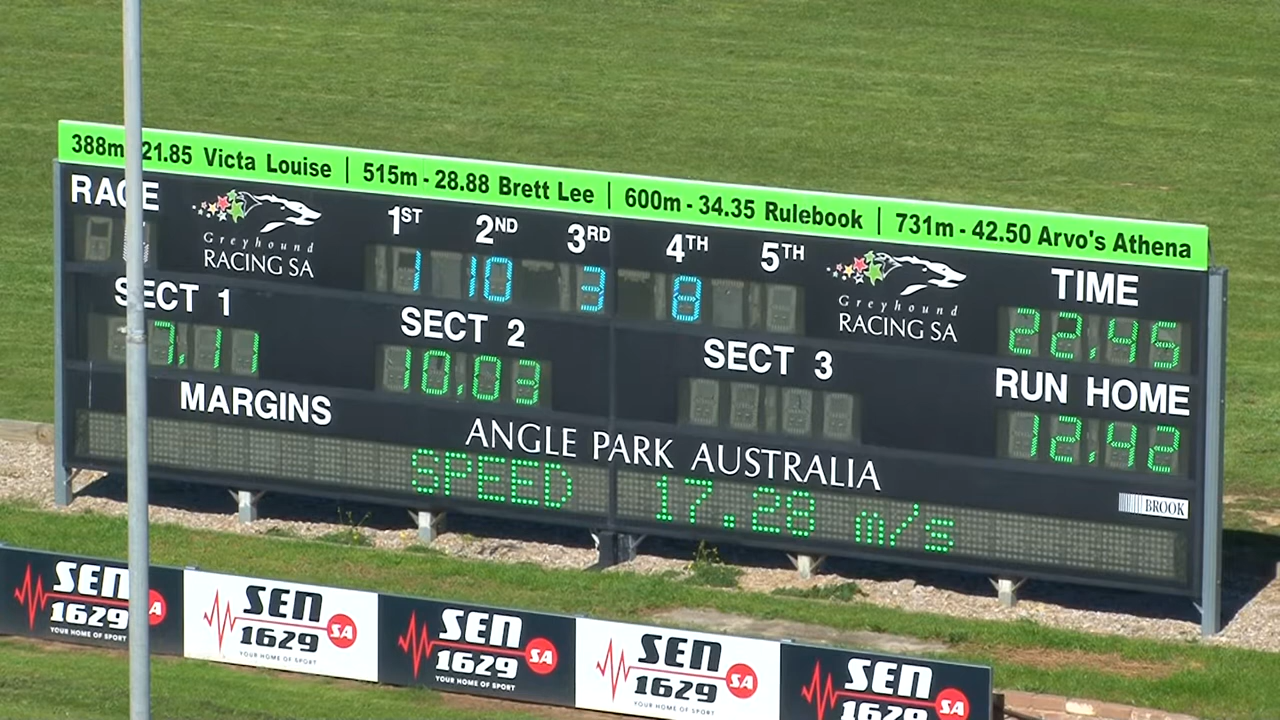 388m 21.85 Victa Louise | 515m - 28.88 Brett Lee | 600m - 34.35 Rulebook | 731m - 42.50 Arvo's Athena
RACE
Greyhound
RACING SA
1ST 2ND 3RD 4TH 5TH
1 10 3 8
Greyhound
RACING SA
TIME
22.45
SECT 1
7.11
SECT 2
10.03
SECT 3
RUN HOME
12.42
MARGINS
ANGLE PARK AUSTRALIA
SPEED 17.28 m/s
BROOK
SEN
1629 SA
YOUR HOME OF SPORT
SEN
1629 SA
YOUR HOME OF SPORT
SEN
1629 SA
YOUR HOME OF SPORT
SEN
1629 SA
YOUR HOME OF SPORT
SEN
1629 SA